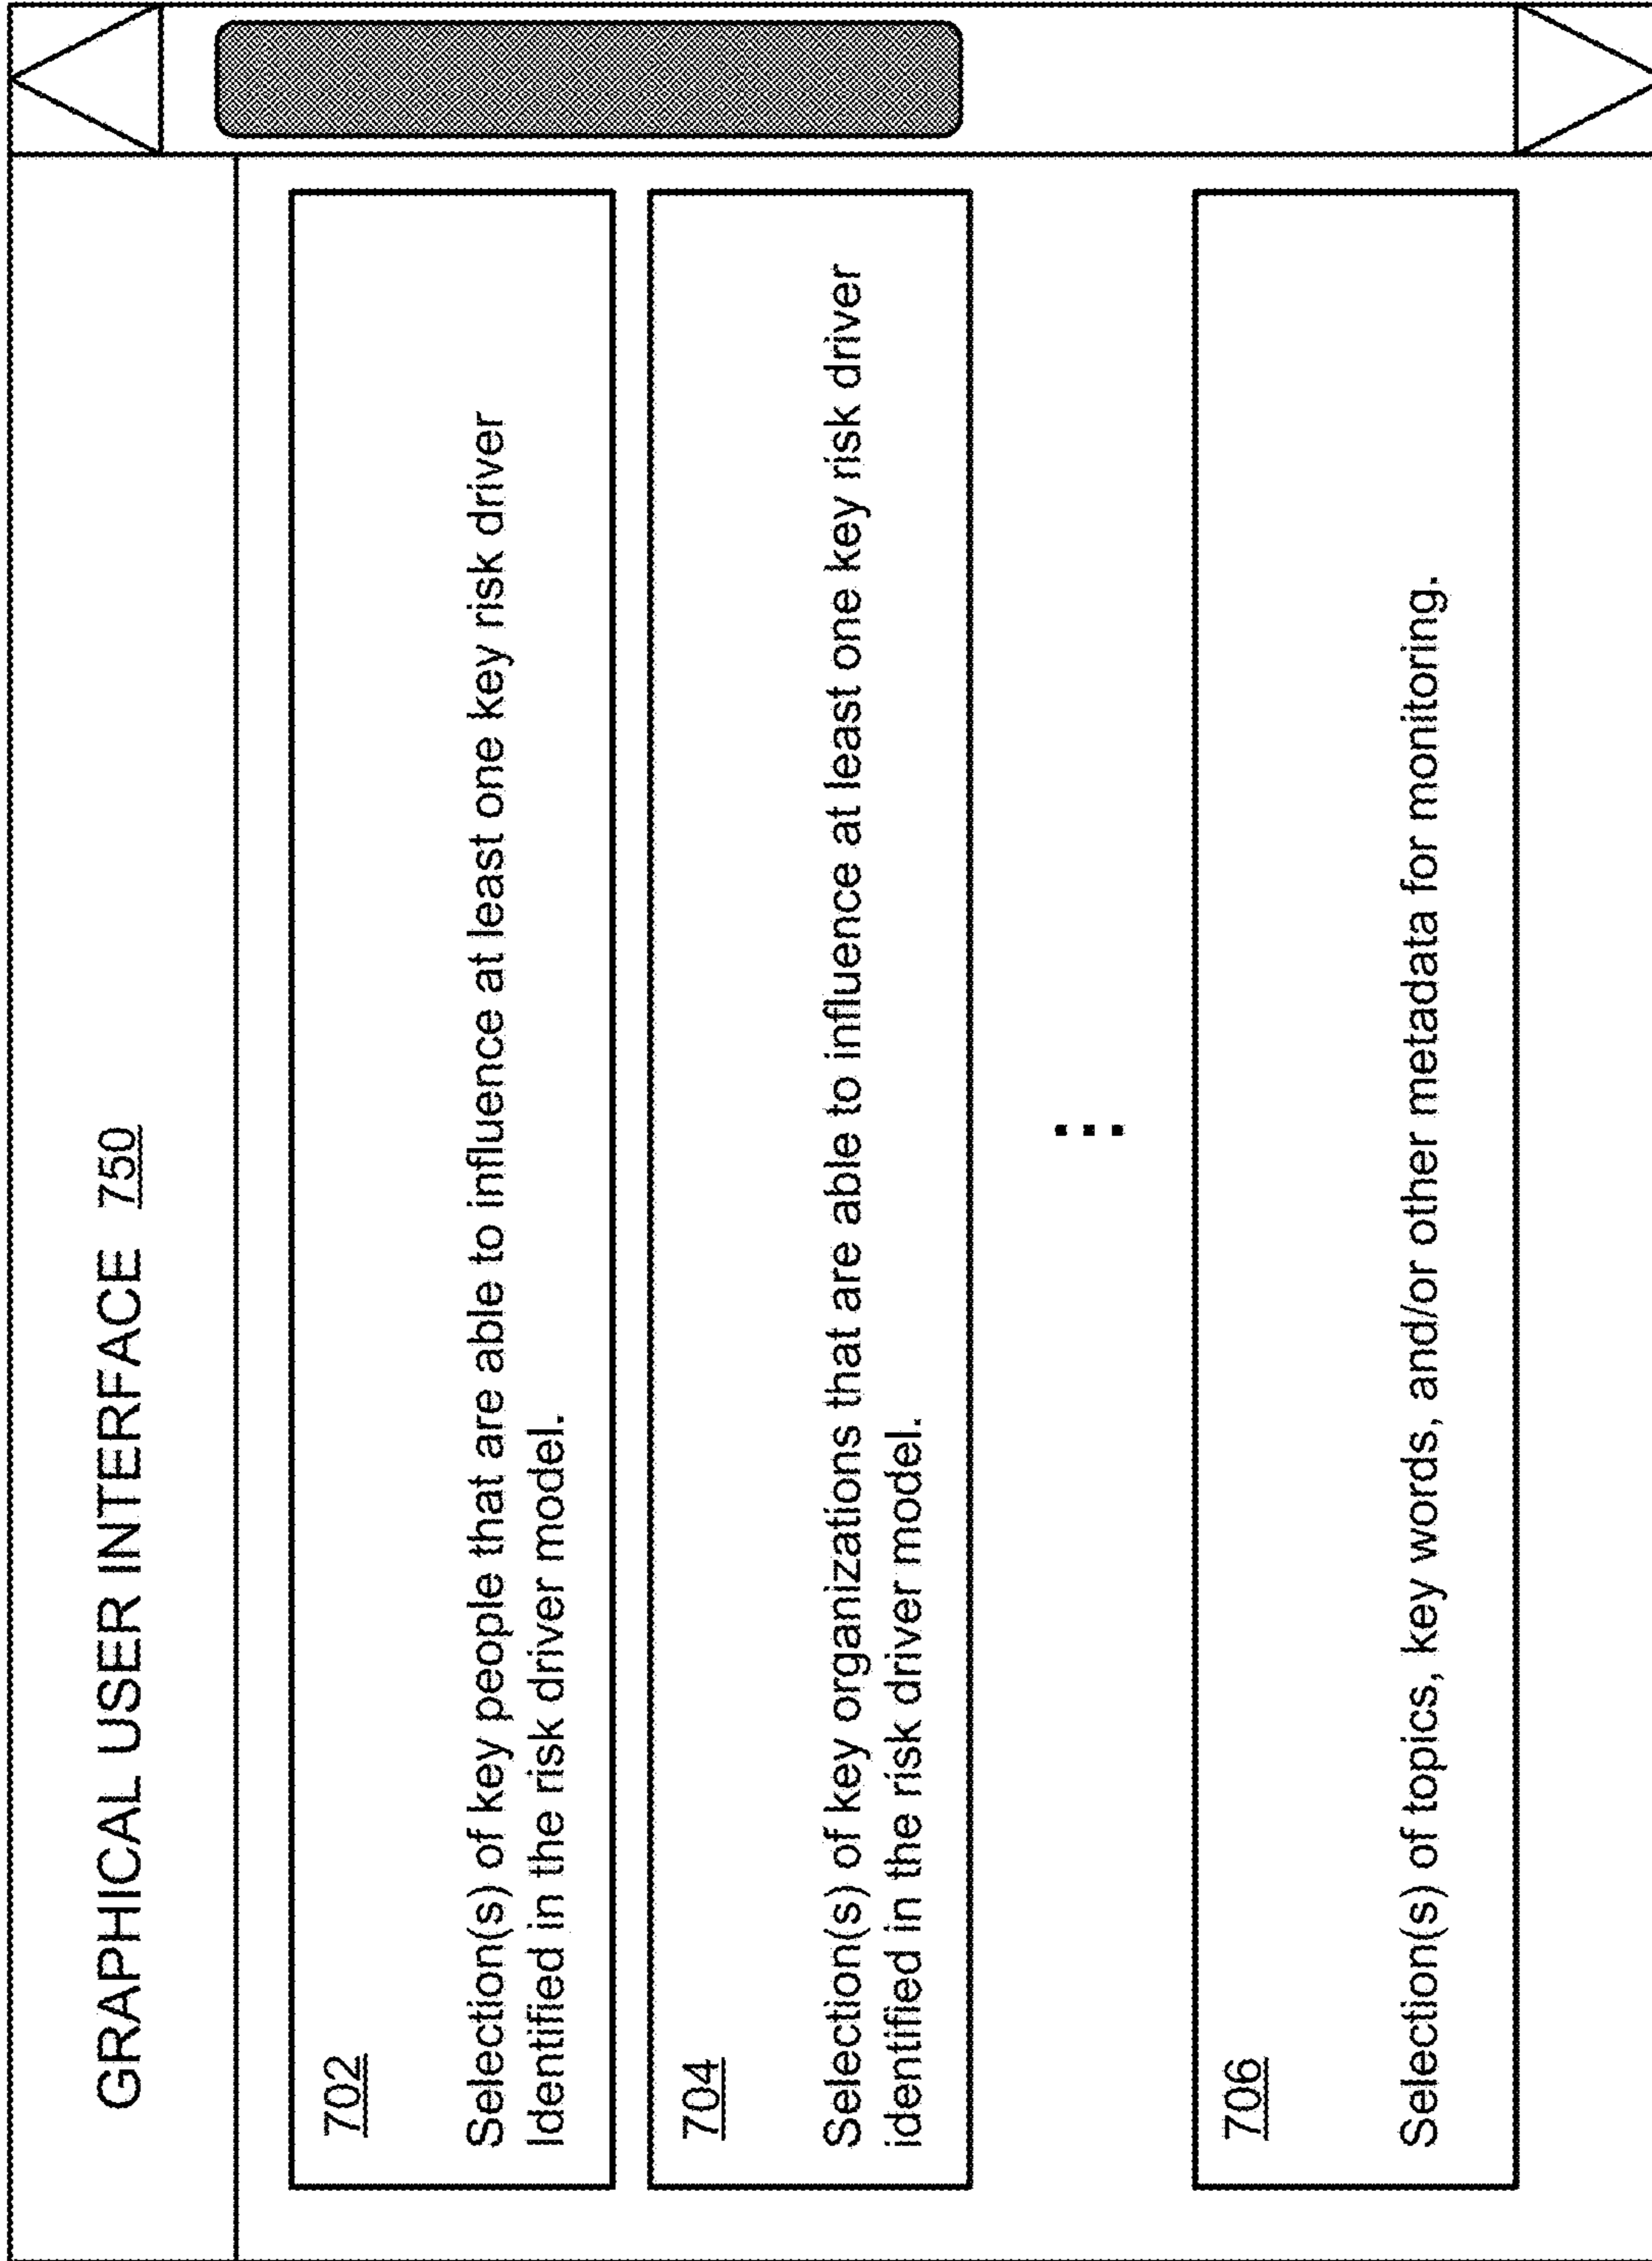 GRAPHICAL USER INTERFACE 750
702
Selection(s) of key people that are able to influence at least one key risk driver
Identified in the risk driver model.
704
Selection(s) of key organizations that are able to influence at least one key risk driver
identified in the risk driver model.
...
706
Selection(s) of topics, key words, and/or other metadata for monitoring.